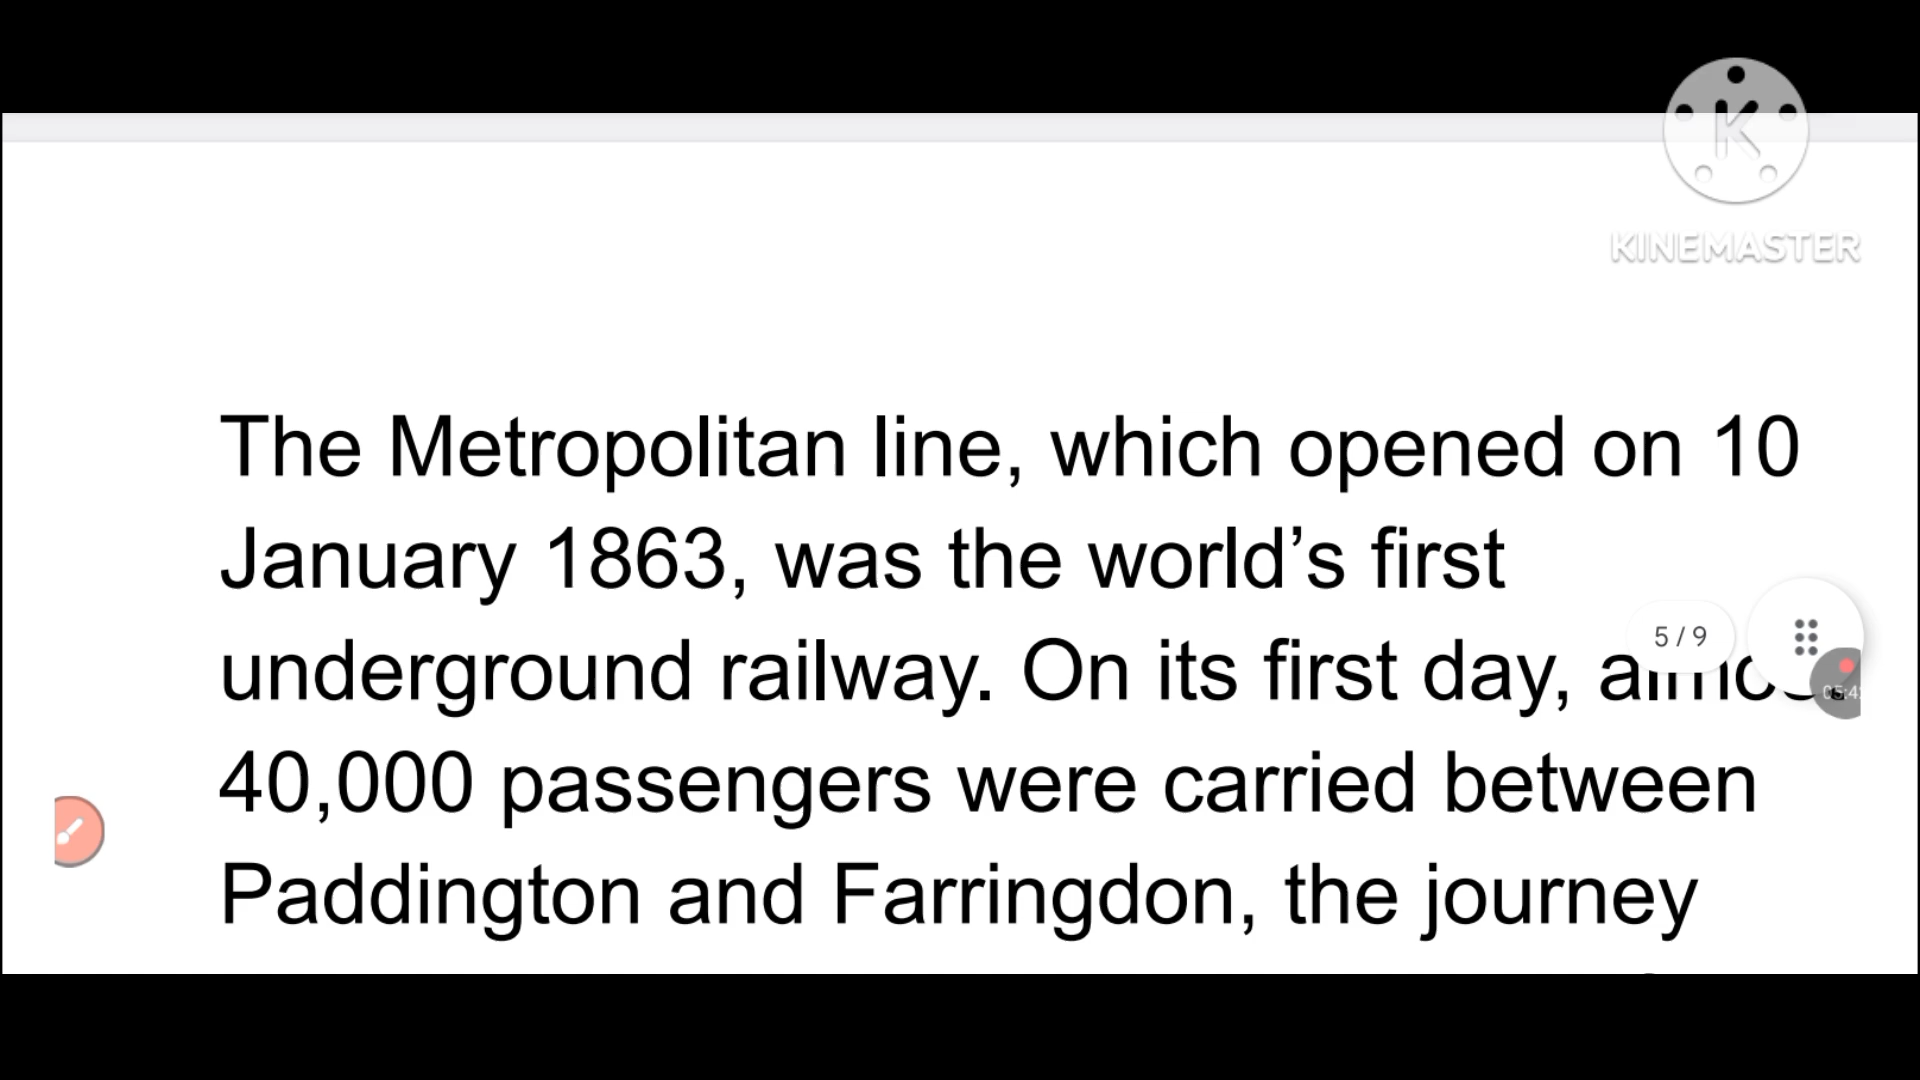 KINEMASTER
The Metropolitan line, which opened on 10
January 1863, was the world’s first
5 / 9
underground railway. On its first day,
40,000 passengers were carried between
Paddington and Farringdon, the journey